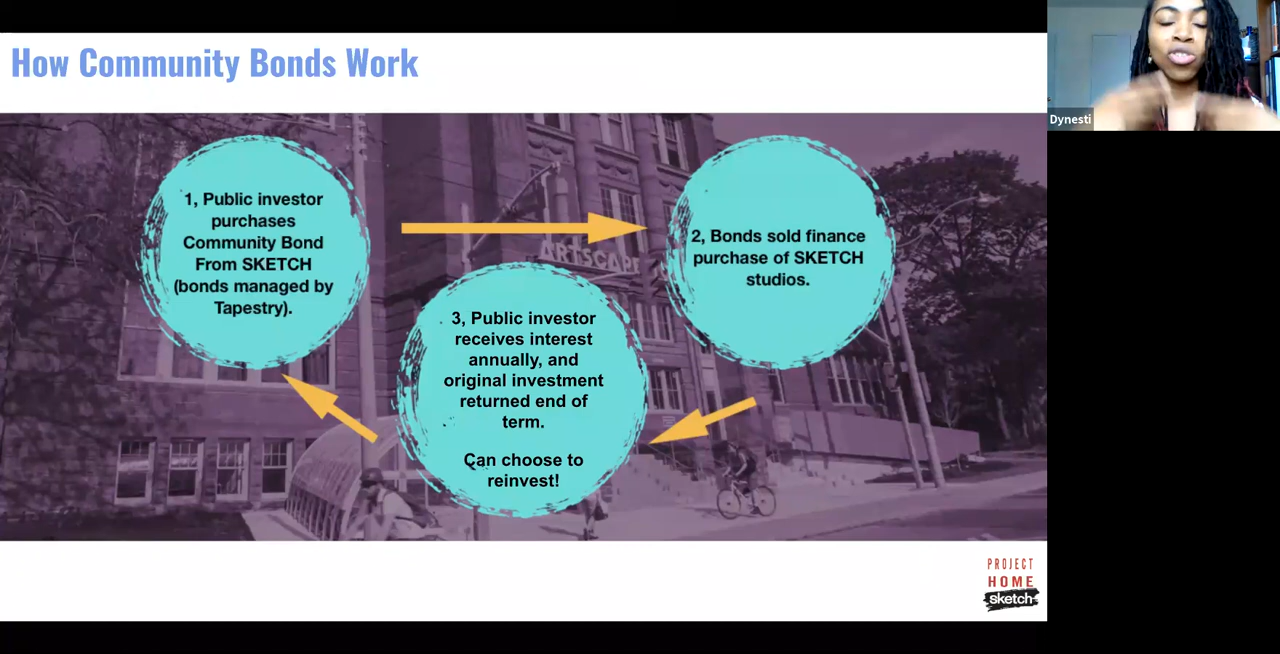 How Community Bonds Work
Dynesti
1, Public investor
purchases
Community Bond
From SKETCH
(bonds managed by
Tapestry).
2, Bonds sold finance
purchase of SKETCH
studios.
ARTSCAPE
3, Public investor
receives interest
annually, and
original investment
returned end of
term.
Can choose to
reinvest!
PROJECT
HOME
sketch